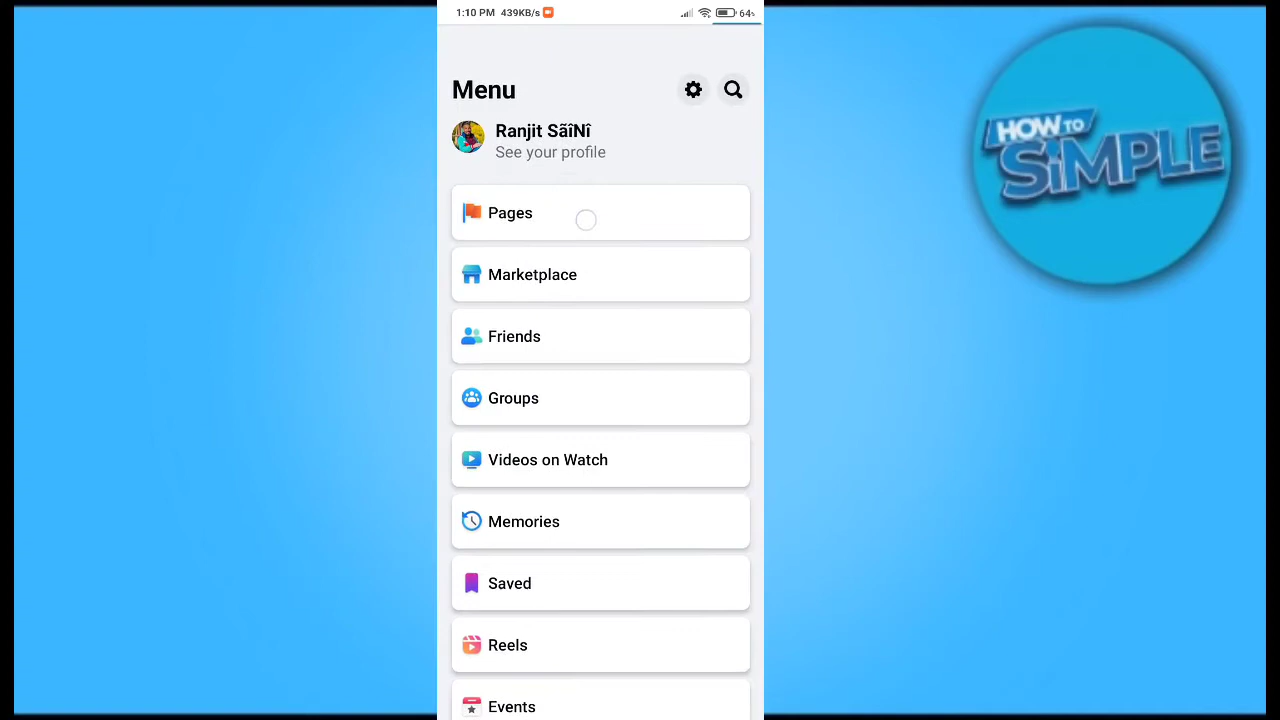 1:10 PM 439KB/s
64%
Menu
Ranjit SãîNî
See your profile
Pages
Marketplace
Friends
Groups
Videos on Watch
Memories
Saved
Reels
Events
HOW TO
SiMPLE